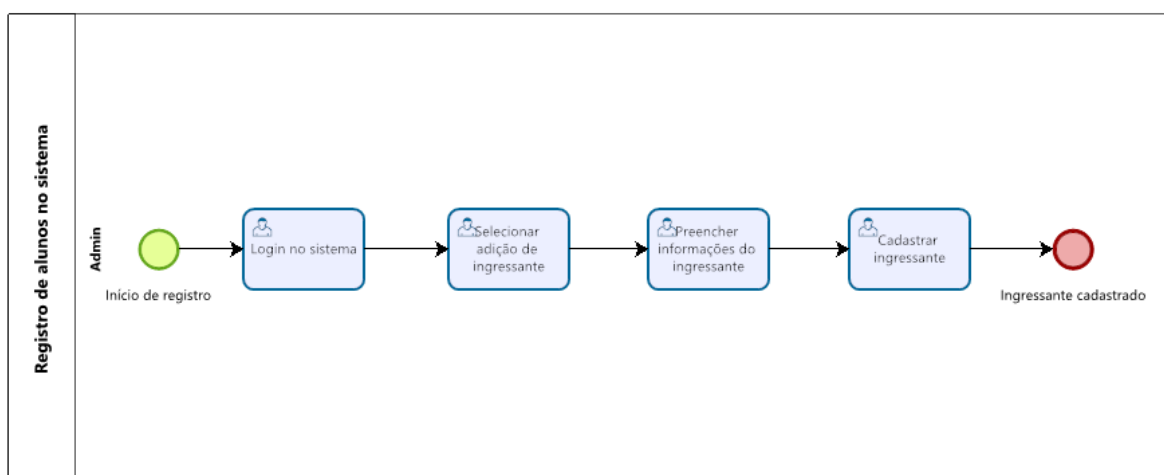 Registro de alunos no sistema
Admin
Início de registro
Login no sistema
Selecionar
adição de
ingressante
Preencher
informações do
ingressante
Cadastrar
ingressante
Ingressante cadastrado